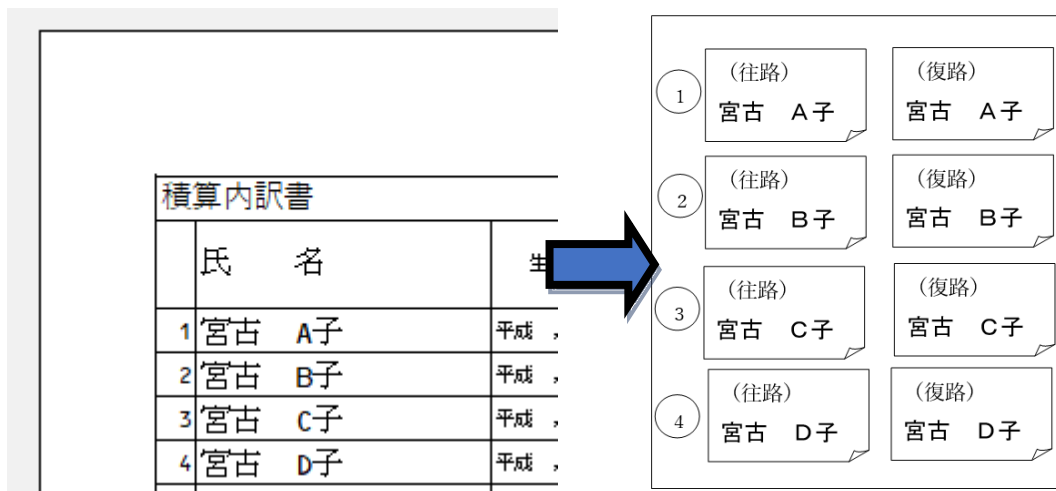 積算内訳書
氏　名
1 宮古　A子 平成
2 宮古　B子 平成
3 宮古　C子 平成
4 宮古　D子 平成
1 （往路） （復路）
宮古　A子 宮古　A子
2 （往路） （復路）
宮古　B子 宮古　B子
3 （往路） （復路）
宮古　C子 宮古　C子
4 （往路） （復路）
宮古　D子 宮古　D子